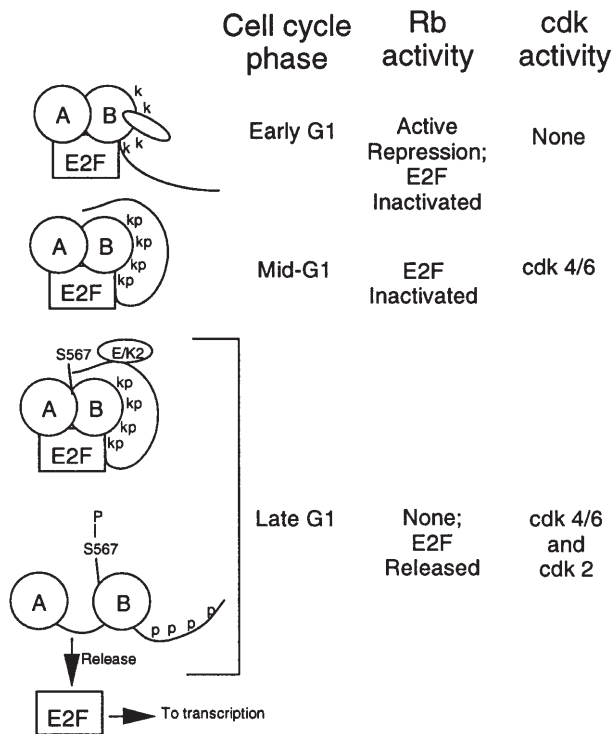 Cell cycle phase
Rb activity
cdk activity
k
k
A
B
k
k
E2F
Early G1
Active
Repression;
E2F
Inactivated
None
A
B
kp
kp
kp
kp
E2F
Mid-G1
E2F
Inactivated
cdk 4/6
S567
E/K2
A
B
kp
kp
kp
kp
E2F
P
S567
A
B
p
p
p
p
Late G1
None;
E2F
Released
cdk 4/6
and
cdk 2
Release
E2F
To transcription